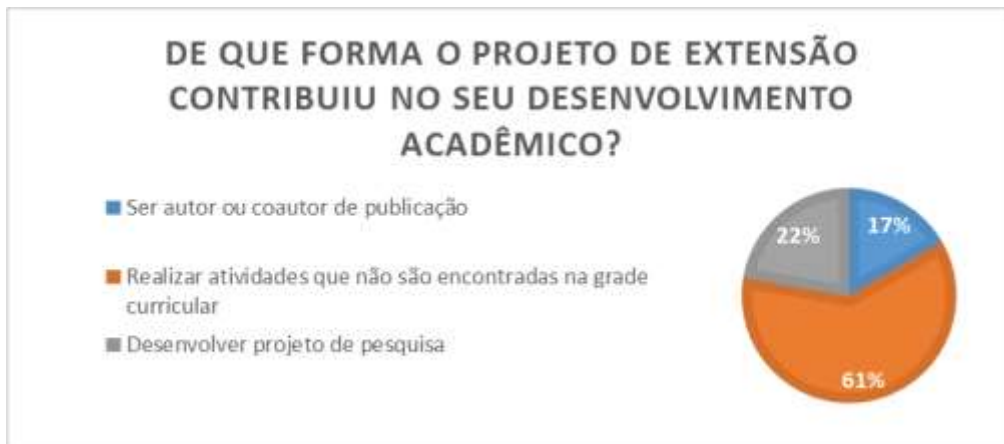 DE QUE FORMA O PROJETO DE EXTENSÃO
CONTRIBUIU NO SEU DESENVOLVIMENTO
ACADÊMICO?
Ser autor ou coautor de publicação
Realizar atividades que não são encontradas na grade
curricular
Desenvolver projeto de pesquisa
17%
22%
61%